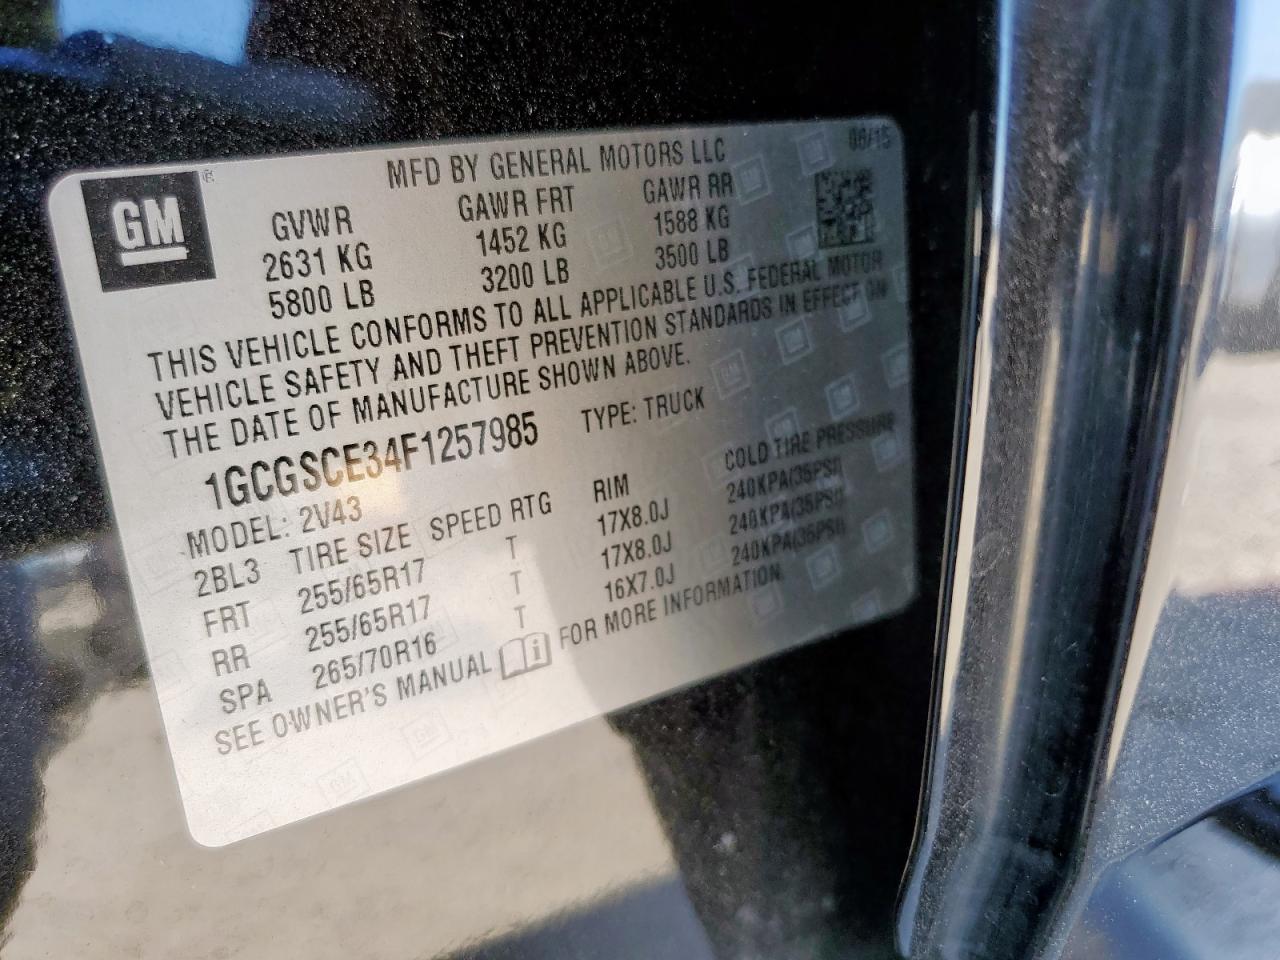 GM
MFD BY GENERAL MOTORS LLC 06/15
GVWR GAWR FRT GAWR RR
2631 KG 1452 KG 1588 KG
5800 LB 3200 LB 3500 LB
THIS VEHICLE CONFORMS TO ALL APPLICABLE U.S. FEDERAL MOTOR
VEHICLE SAFETY AND THEFT PREVENTION STANDARDS IN EFFECT ON
THE DATE OF MANUFACTURE SHOWN ABOVE.
1GCGSCE34F1257985 TYPE: TRUCK
MODEL: 2V43
2BL3 TIRE SIZE SPEED RTG RIM COLD TIRE PRESSURE
FRT 255/65R17 T 17X8.0J 240KPA(35PSI)
RR 255/65R17 T 17X8.0J 240KPA(35PSI)
SPA 265/70R16 T 16X7.0J 240KPA(35PSI)
SEE OWNER'S MANUAL FOR MORE INFORMATION